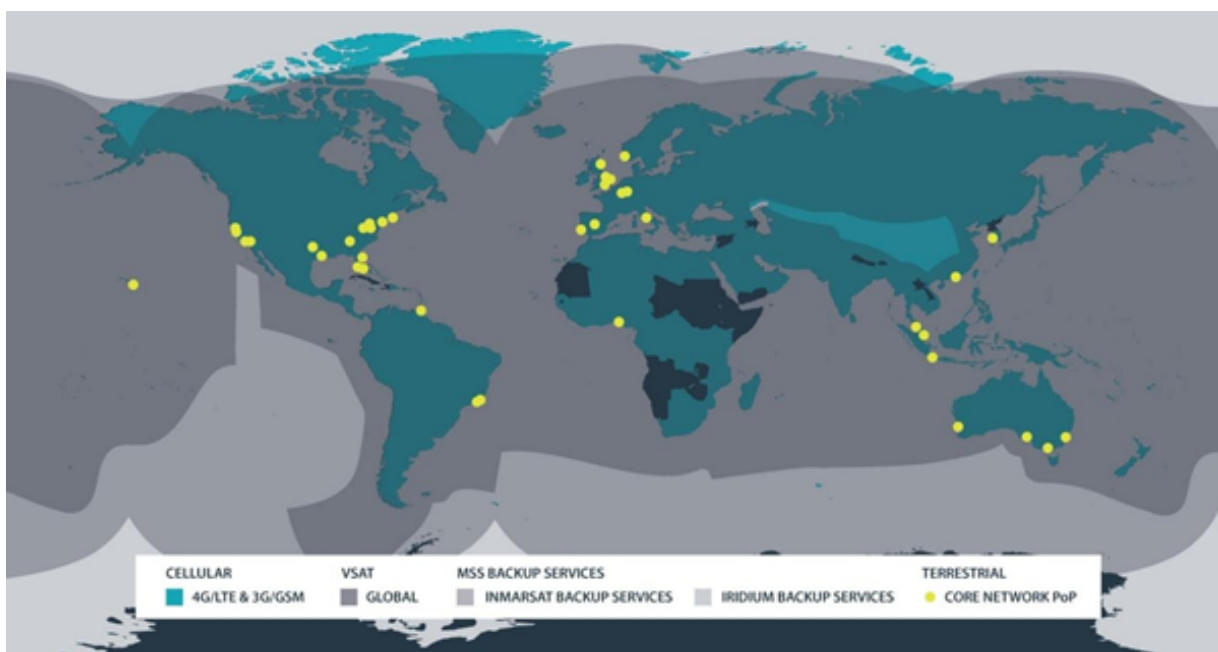 CELLULAR VSAT MSS BACKUP SERVICES TERRESTRIAL
4G/LTE & 3G/GSM GLOBAL INMARSAT BACKUP SERVICES IRIDIUM BACKUP SERVICES CORE NETWORK PoP